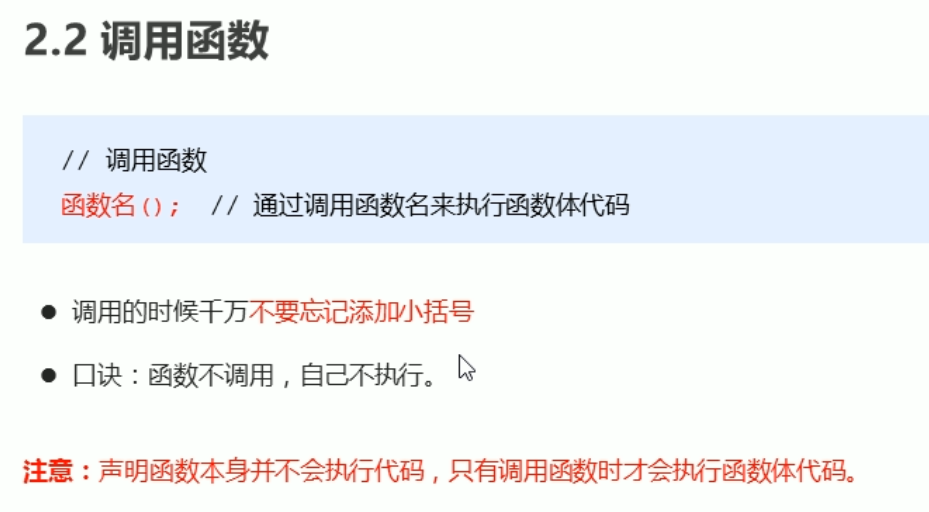 2.2 调用函数
// 调用函数
函数名(); // 通过调用函数名来执行函数体代码
● 调用的时候千万不要忘记添加小括号
● 口诀：函数不调用，自己不执行。
注意：声明函数本身并不会执行代码，只有调用函数时才会执行函数体代码。